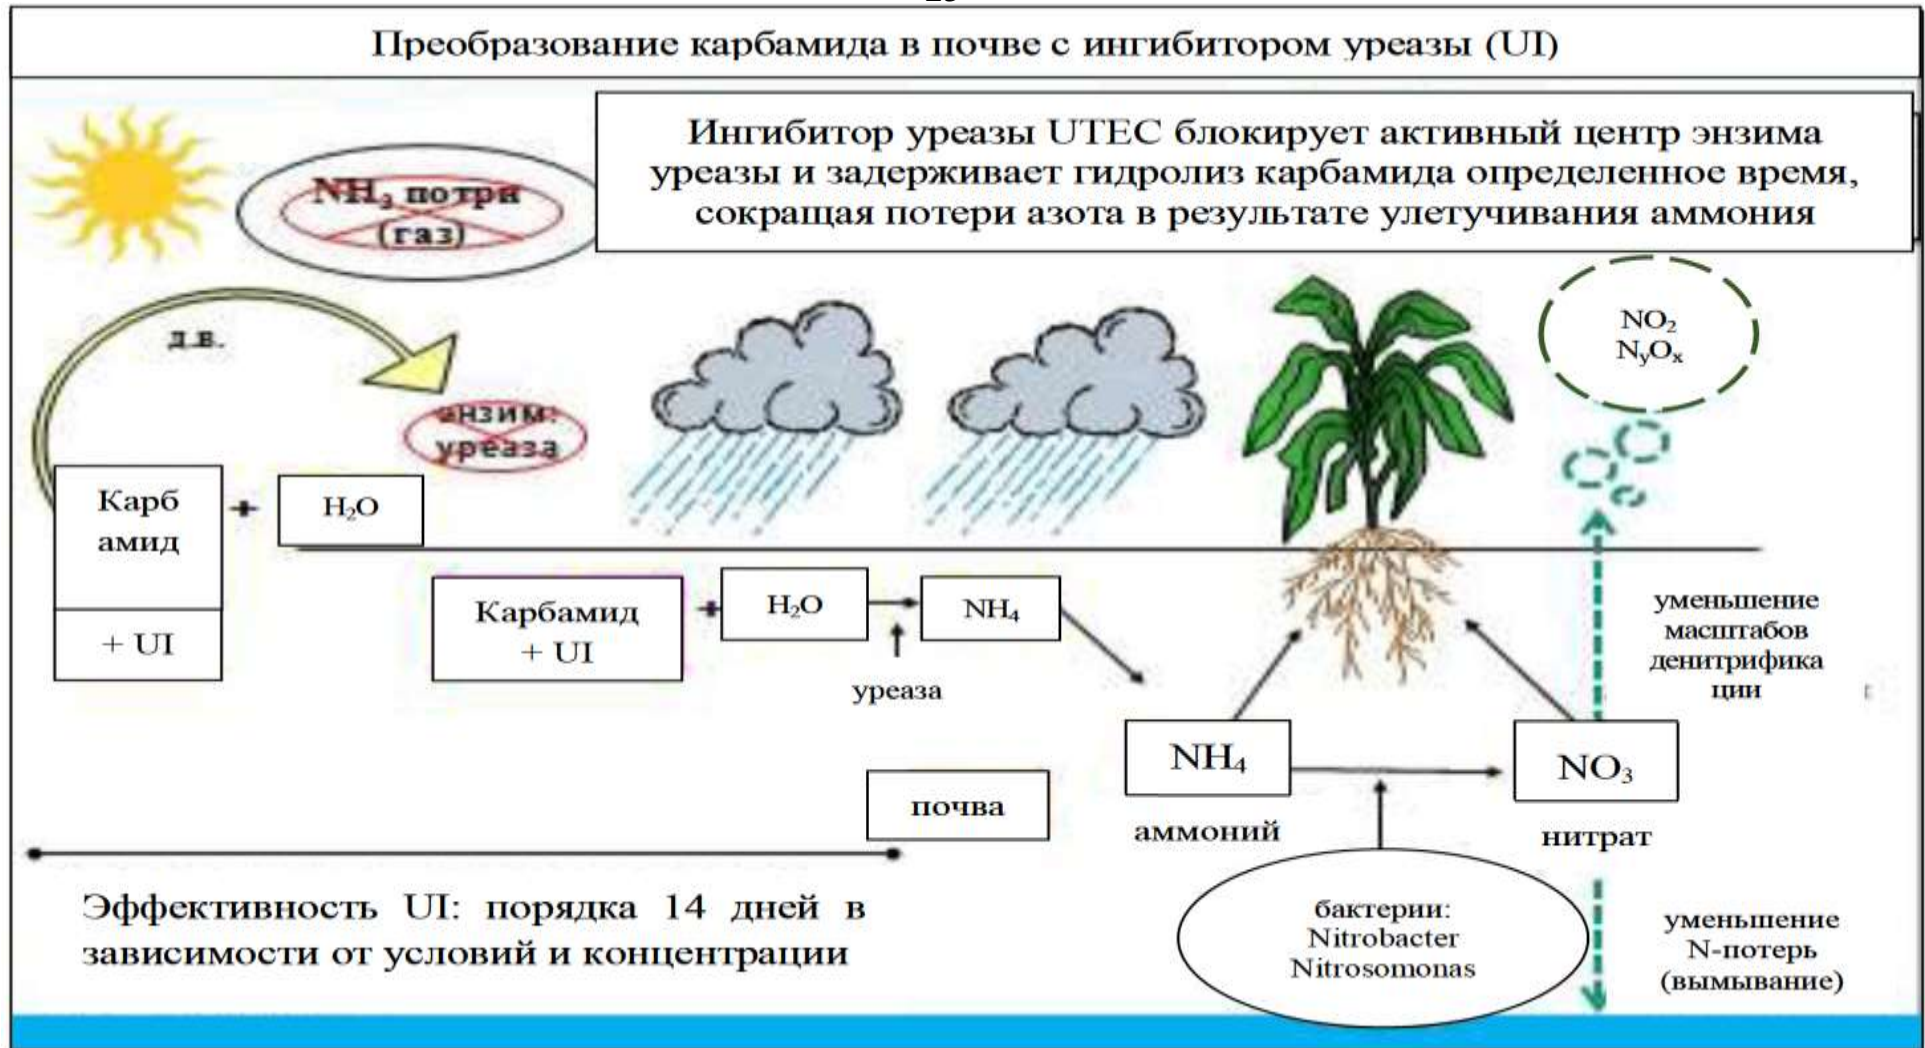 Преобразование карбамида в почве с ингибитором уреазы (UI)
Ингибитор уреазы UTEC блокирует активный центр энзима
уреазы и задерживает гидролиз карбамида определенное время,
сокращая потери азота в результате улетучивания аммония
NH₃ потри
(газ)
д.в.
энзим:
уреаза
NO₂
NᵧOₓ
Карб
амид
+ UI
+
H₂O
Карбамид
+ UI
+
H₂O
NH₄
уреаза
уменьшение
масштабов
денитрифика
ции
NH₄
аммоний
NO₃
нитрат
почва
бактерии:
Nitrobacter
Nitrosomonas
уменьшение
N-потерь
(вымывание)
Эффективность UI: порядка 14 дней в
зависимости от условий и концентрации